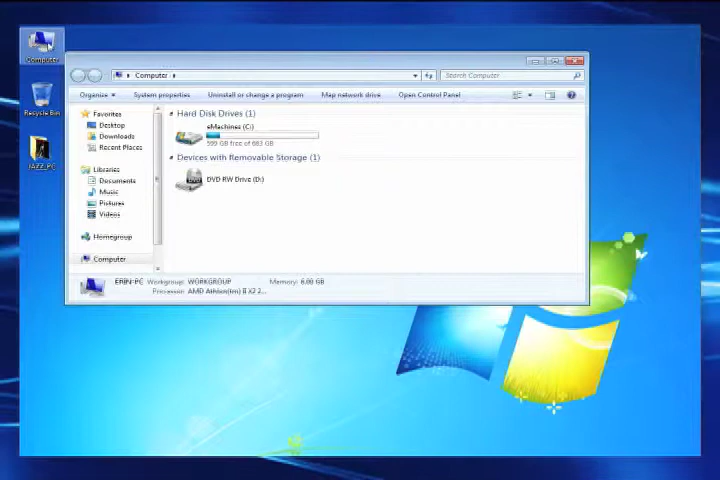 Computer
Recycle Bin
JAZZ_PC
Computer
Search Computer
Organize
System properties
Uninstall or change a program
Map network drive
Open Control Panel
Favorites
Desktop
Downloads
Recent Places
Libraries
Documents
Music
Pictures
Videos
Homegroup
Computer
Hard Disk Drives (1)
eMachines (C:)
599 GB free of 683 GB
Devices with Removable Storage (1)
DVD RW Drive (D:)
ERIN-PC Workgroup: WORKGROUP Memory: 6.00 GB
Processor: AMD Athlon(tm) II X2 2...